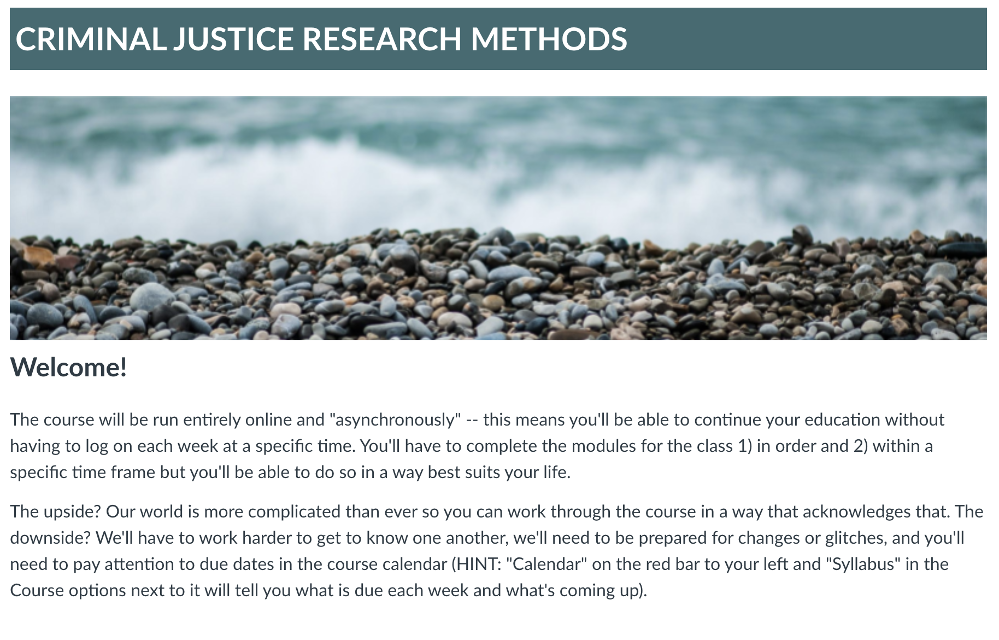 CRIMINAL JUSTICE RESEARCH METHODS
Welcome!
The course will be run entirely online and "asynchronously" -- this means you'll be able to continue your education without
having to log on each week at a specific time. You'll have to complete the modules for the class 1) in order and 2) within a
specific time frame but you'll be able to do so in a way best suits your life.
The upside? Our world is more complicated than ever so you can work through the course in a way that acknowledges that. The
downside? We'll have to work harder to get to know one another, we'll need to be prepared for changes or glitches, and you'll
need to pay attention to due dates in the course calendar (HINT: "Calendar" on the red bar to your left and "Syllabus" in the
Course options next to it will tell you what is due each week and what's coming up).